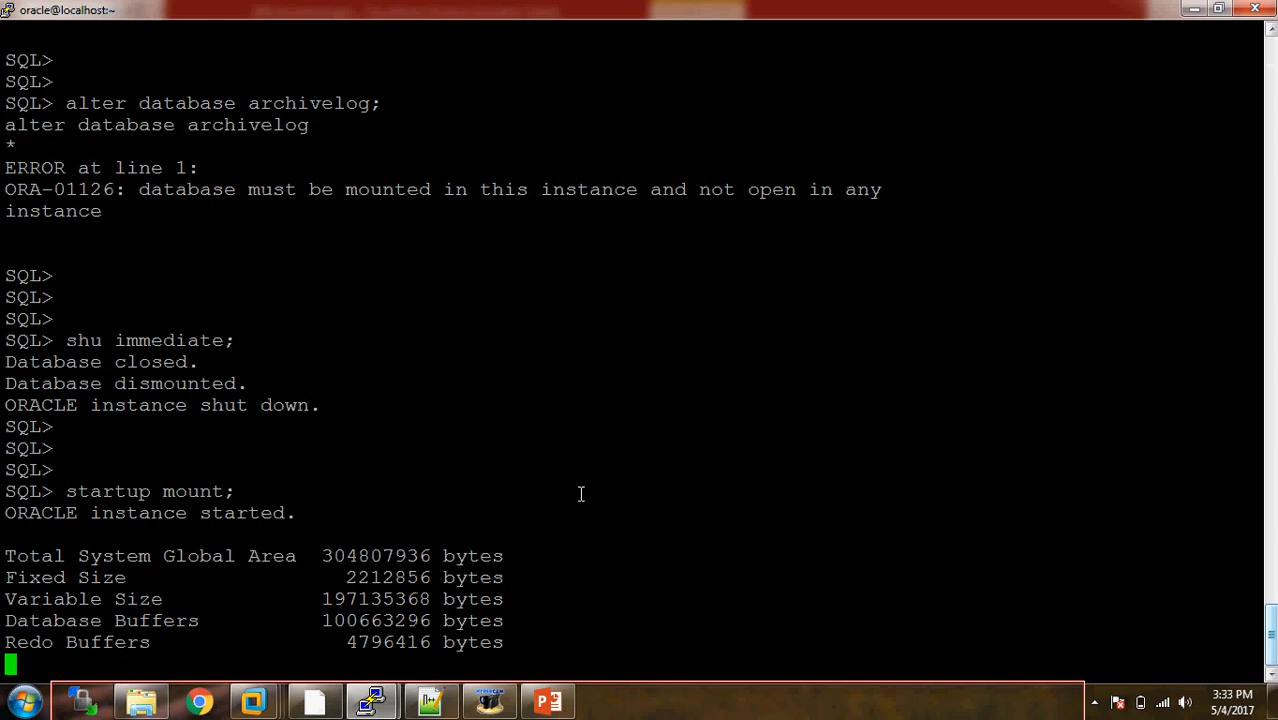 oracle@localhost:~
SQL>
SQL>
SQL> alter database archivelog;
alter database archivelog
*
ERROR at line 1:
ORA-01126: database must be mounted in this instance and not open in any
instance
SQL>
SQL>
SQL>
SQL> shu immediate;
Database closed.
Database dismounted.
ORACLE instance shut down.
SQL>
SQL>
SQL>
SQL> startup mount;
ORACLE instance started.
Total System Global Area 304807936 bytes
Fixed Size 2212856 bytes
Variable Size 197135368 bytes
Database Buffers 100663296 bytes
Redo Buffers 4796416 bytes
3:33 PM
5/4/2017